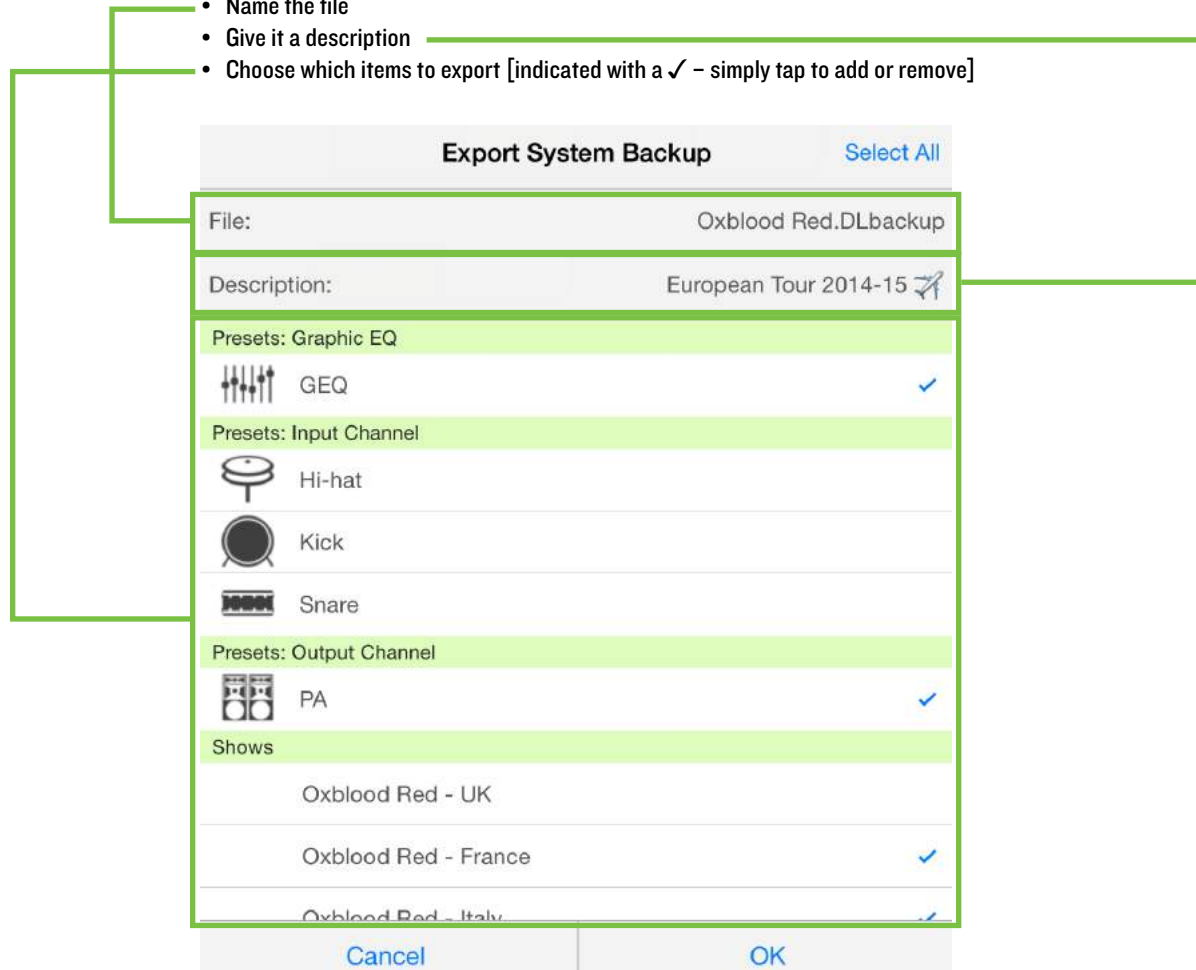 • Name the file
• Give it a description
• Choose which items to export [indicated with a ✓ – simply tap to add or remove]
Export System Backup Select All
File: Oxblood Red.DLbackup
Description: European Tour 2014-15 ✈
Presets: Graphic EQ
GEQ ✓
Presets: Input Channel
Hi-hat
Kick
Snare
Presets: Output Channel
PA ✓
Shows
Oxblood Red - UK
Oxblood Red - France ✓
Oxblood Red - Italy ✓
Cancel OK